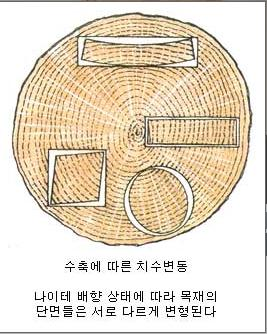 수축에 따른 치수변동
나이테 배향 상태에 따라 목재의
단면들은 서로 다르게 변형된다